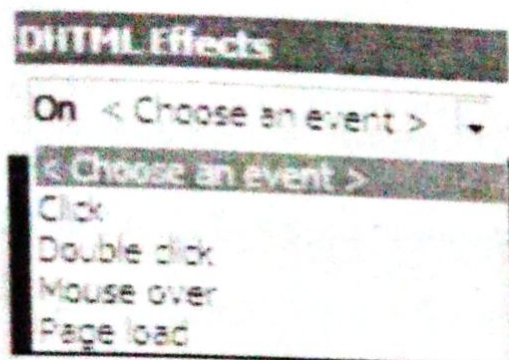 DHTML Effects
On < Choose an event >
< Choose an event >
Click
Double click
Mouse over
Page load